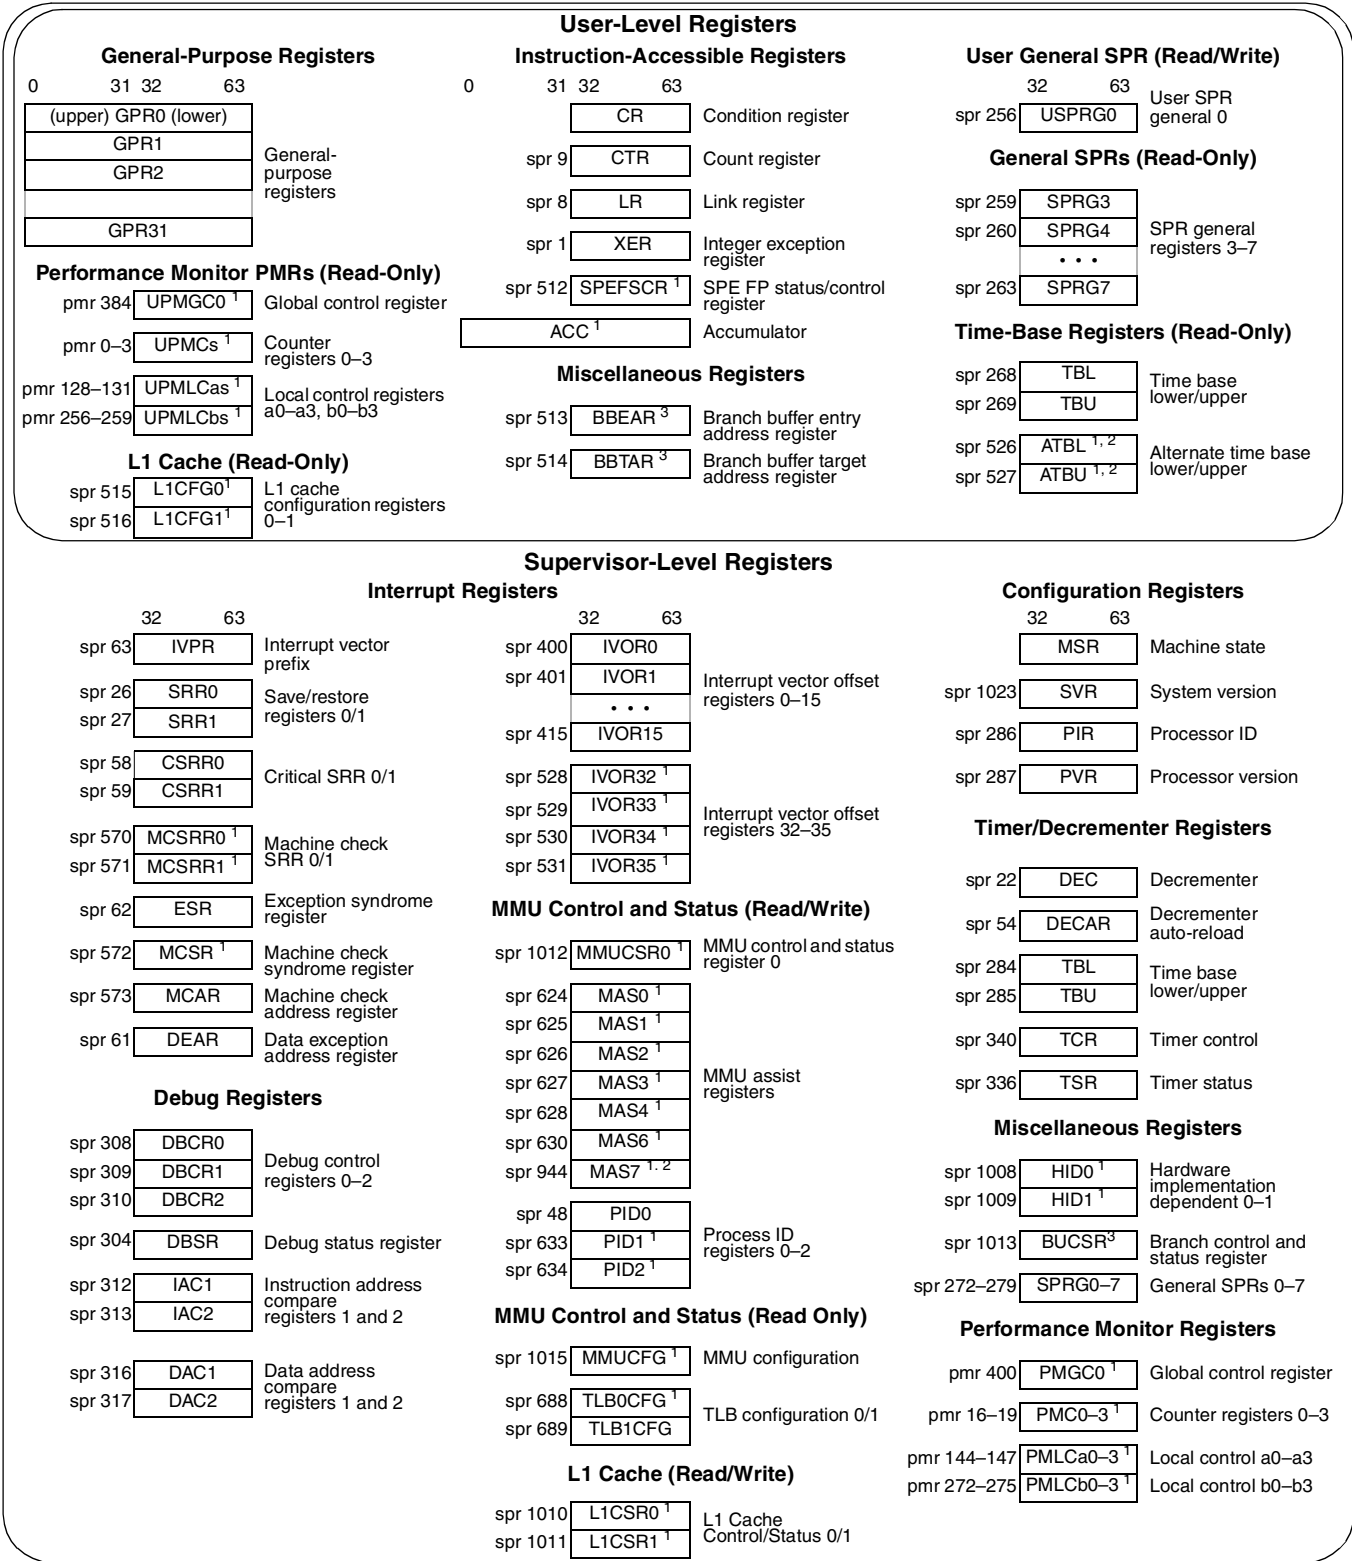 User-Level Registers
General-Purpose Registers
0 31 32 63
(upper) GPR0 (lower)
GPR1
GPR2
GPR31
General-
purpose
registers
Performance Monitor PMRs (Read-Only)
pmr 384 UPMGC0 1 Global control register
pmr 0–3 UPMCs 1 Counter
registers 0–3
pmr 128–131 UPMLCas 1
pmr 256–259 UPMLCbs 1
Local control registers
a0–a3, b0–b3
L1 Cache (Read-Only)
spr 515 L1CFG0 1
spr 516 L1CFG1 1
L1 cache
configuration registers
0–1
Instruction-Accessible Registers
0 31 32 63
CR Condition register
spr 9 CTR Count register
spr 8 LR Link register
spr 1 XER Integer exception
register
spr 512 SPEFSCR 1 SPE FP status/control
register
ACC 1 Accumulator
Miscellaneous Registers
spr 513 BBEAR 3 Branch buffer entry
address register
spr 514 BBTAR 3 Branch buffer target
address register
User General SPR (Read/Write)
32 63
spr 256 USPRG0 User SPR
general 0
General SPRs (Read-Only)
spr 259 SPRG3
spr 260 SPRG4
• • •
spr 263 SPRG7
SPR general
registers 3–7
Time-Base Registers (Read-Only)
spr 268 TBL
spr 269 TBU
Time base
lower/upper
spr 526 ATBL 1, 2
spr 527 ATBU 1, 2
Alternate time base
lower/upper
Supervisor-Level Registers
Interrupt Registers
32 63
spr 63 IVPR Interrupt vector
prefix
spr 26 SRR0
spr 27 SRR1
Save/restore
registers 0/1
spr 58 CSRR0
spr 59 CSRR1
Critical SRR 0/1
spr 570 MCSRR0 1
spr 571 MCSRR1 1
Machine check
SRR 0/1
spr 62 ESR Exception syndrome
register
spr 572 MCSR 1 Machine check
syndrome register
spr 573 MCAR Machine check
address register
spr 61 DEAR Data exception
address register
Debug Registers
spr 308 DBCR0
spr 309 DBCR1
spr 310 DBCR2
Debug control
registers 0–2
spr 304 DBSR Debug status register
spr 312 IAC1
spr 313 IAC2
Instruction address
compare
registers 1 and 2
spr 316 DAC1
spr 317 DAC2
Data address
compare
registers 1 and 2
32 63
spr 400 IVOR0
spr 401 IVOR1
• • •
spr 415 IVOR15
Interrupt vector offset
registers 0–15
spr 528 IVOR32 1
spr 529 IVOR33 1
spr 530 IVOR34 1
spr 531 IVOR35 1
Interrupt vector offset
registers 32–35
MMU Control and Status (Read/Write)
spr 1012 MMUCSR0 1 MMU control and status
register 0
spr 624 MAS0 1
spr 625 MAS1 1
spr 626 MAS2 1
spr 627 MAS3 1
spr 628 MAS4 1
spr 630 MAS6 1
spr 944 MAS7 1, 2
MMU assist
registers
spr 48 PID0
spr 633 PID1 1
spr 634 PID2 1
Process ID
registers 0–2
MMU Control and Status (Read Only)
spr 1015 MMUCFG 1 MMU configuration
spr 688 TLB0CFG 1
spr 689 TLB1CFG
TLB configuration 0/1
L1 Cache (Read/Write)
spr 1010 L1CSR0 1
spr 1011 L1CSR1 1
L1 Cache
Control/Status 0/1
Configuration Registers
32 63
MSR Machine state
spr 1023 SVR System version
spr 286 PIR Processor ID
spr 287 PVR Processor version
Timer/Decrementer Registers
spr 22 DEC Decrementer
spr 54 DECAR Decrementer
auto-reload
spr 284 TBL
spr 285 TBU
Time base
lower/upper
spr 340 TCR Timer control
spr 336 TSR Timer status
Miscellaneous Registers
spr 1008 HID0 1
spr 1009 HID1 1
Hardware
implementation
dependent 0–1
spr 1013 BUCSR 3 Branch control and
status register
spr 272–279 SPRG0–7 General SPRs 0–7
Performance Monitor Registers
pmr 400 PMGC0 1 Global control register
pmr 16–19 PMC0–3 1 Counter registers 0–3
pmr 144–147 PMLCa0–3 1 Local control a0–a3
pmr 272–275 PMLCb0–3 1 Local control b0–b3